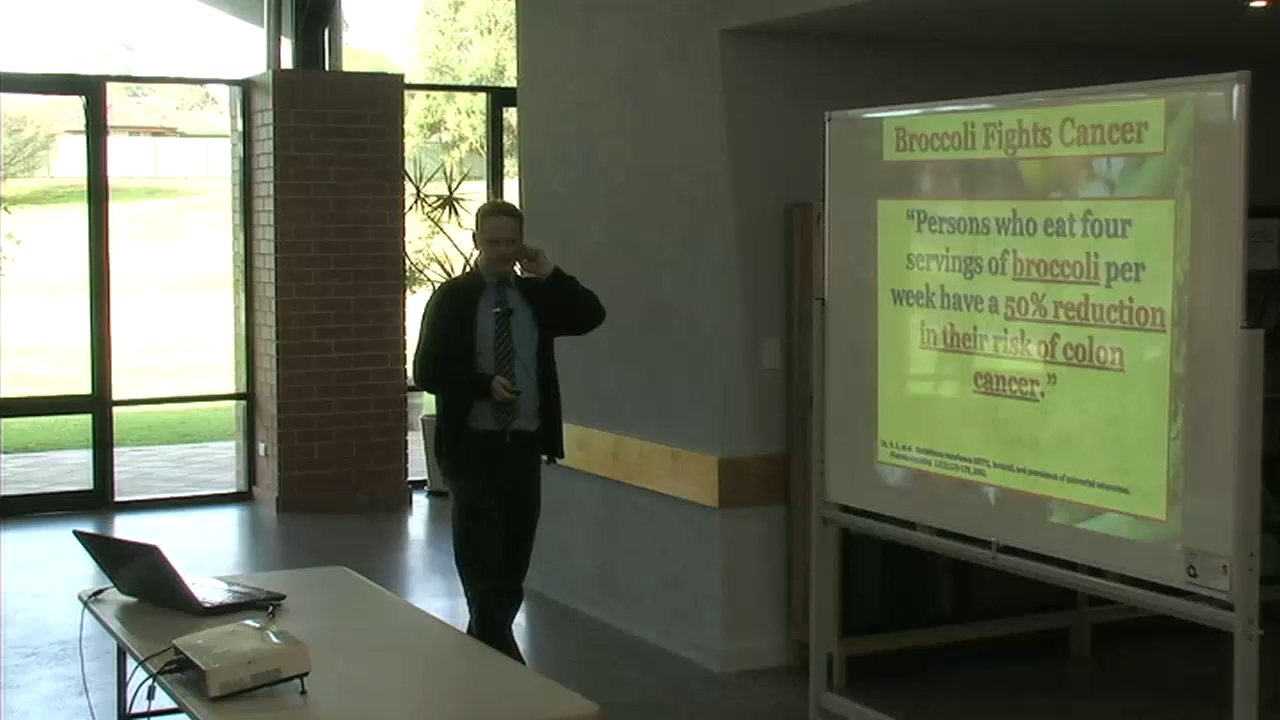 Broccoli Fights Cancer
“Persons who eat four
servings of broccoli per
week have a 50% reduction
in their risk of colon
cancer.”